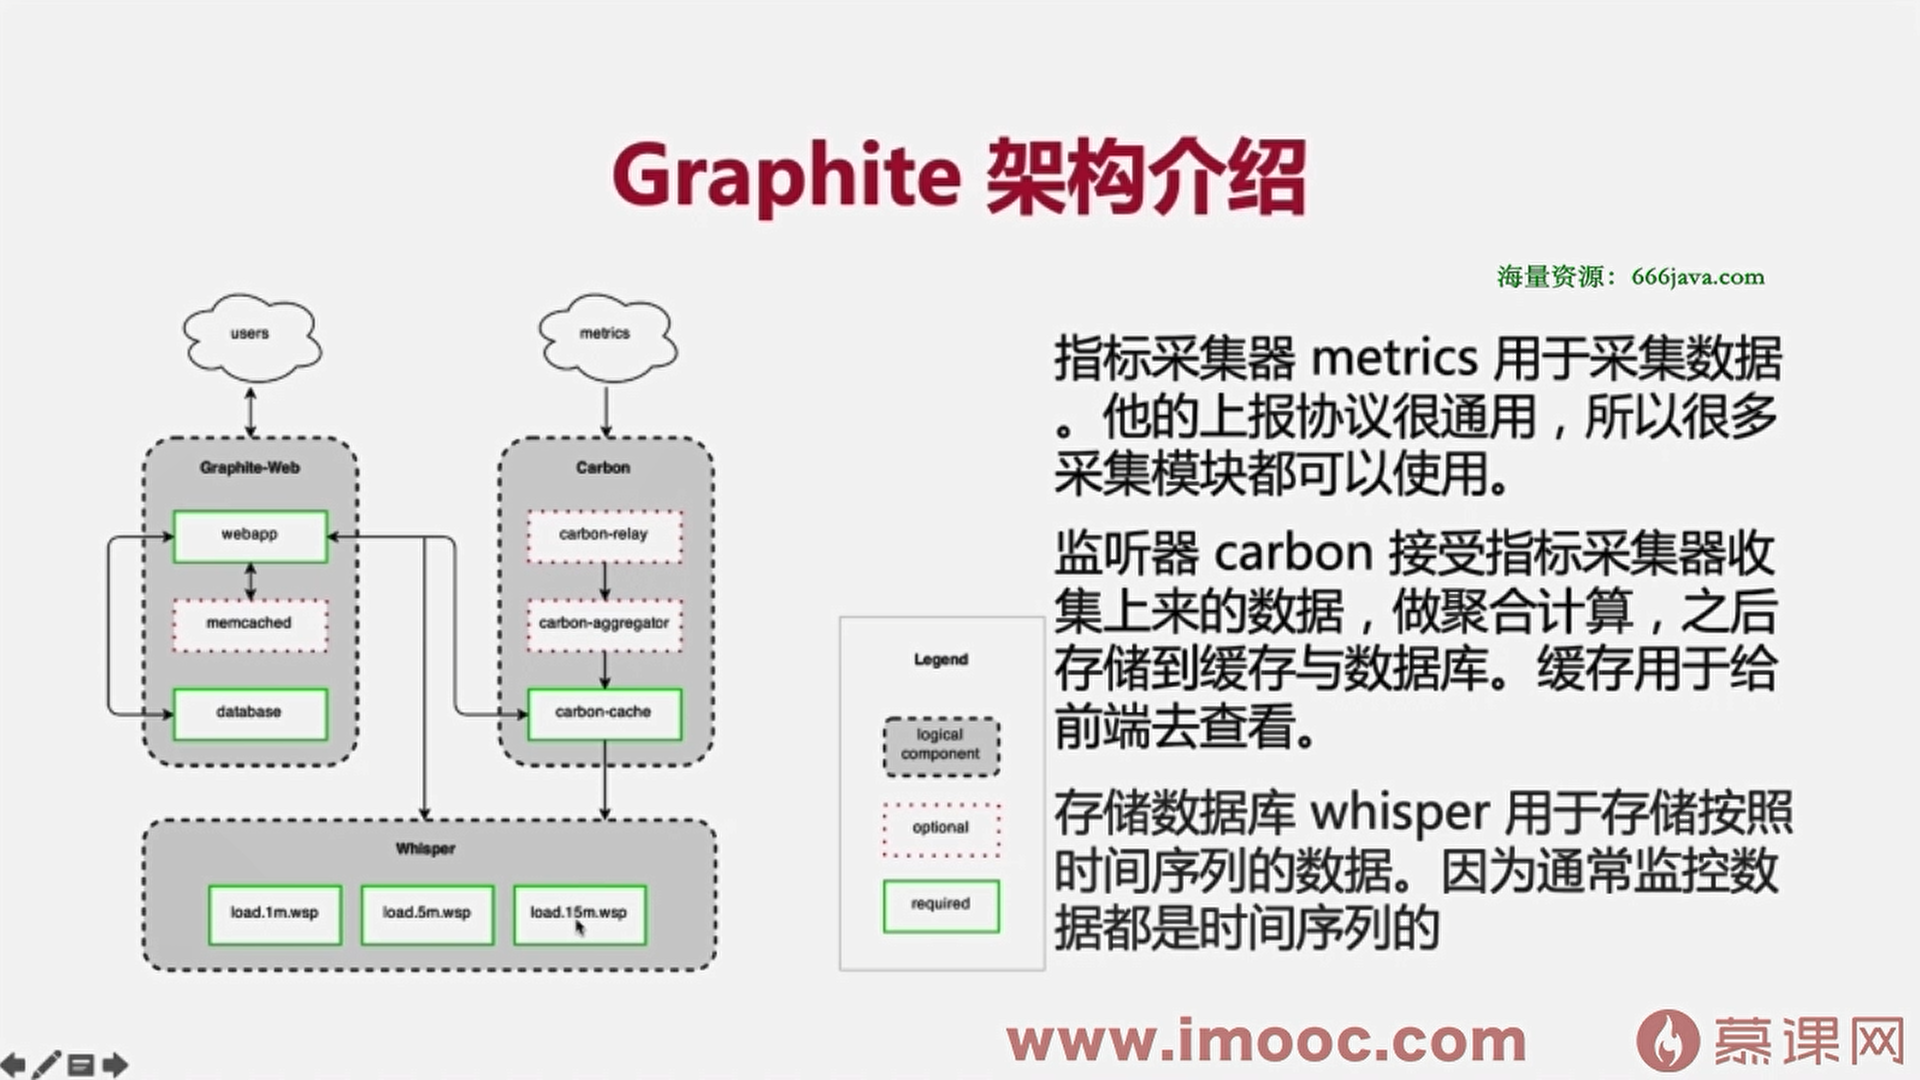 Graphite 架构介绍
海量资源：666java.com
users
metrics
Graphite-Web
webapp
memcached
database
Carbon
carbon-relay
carbon-aggregator
carbon-cache
Whisper
load.1m.wsp
load.5m.wsp
load.15m.wsp
Legend
logical
component
optional
required
指标采集器 metrics 用于采集数据
。他的上报协议很通用，所以很多
采集模块都可以使用。
监听器 carbon 接受指标采集器收
集上来的数据，做聚合计算，之后
存储到缓存与数据库。缓存用于给
前端去查看。
存储数据库 whisper 用于存储按照
时间序列的数据。因为通常监控数
据都是时间序列的
www.imooc.com
慕课网